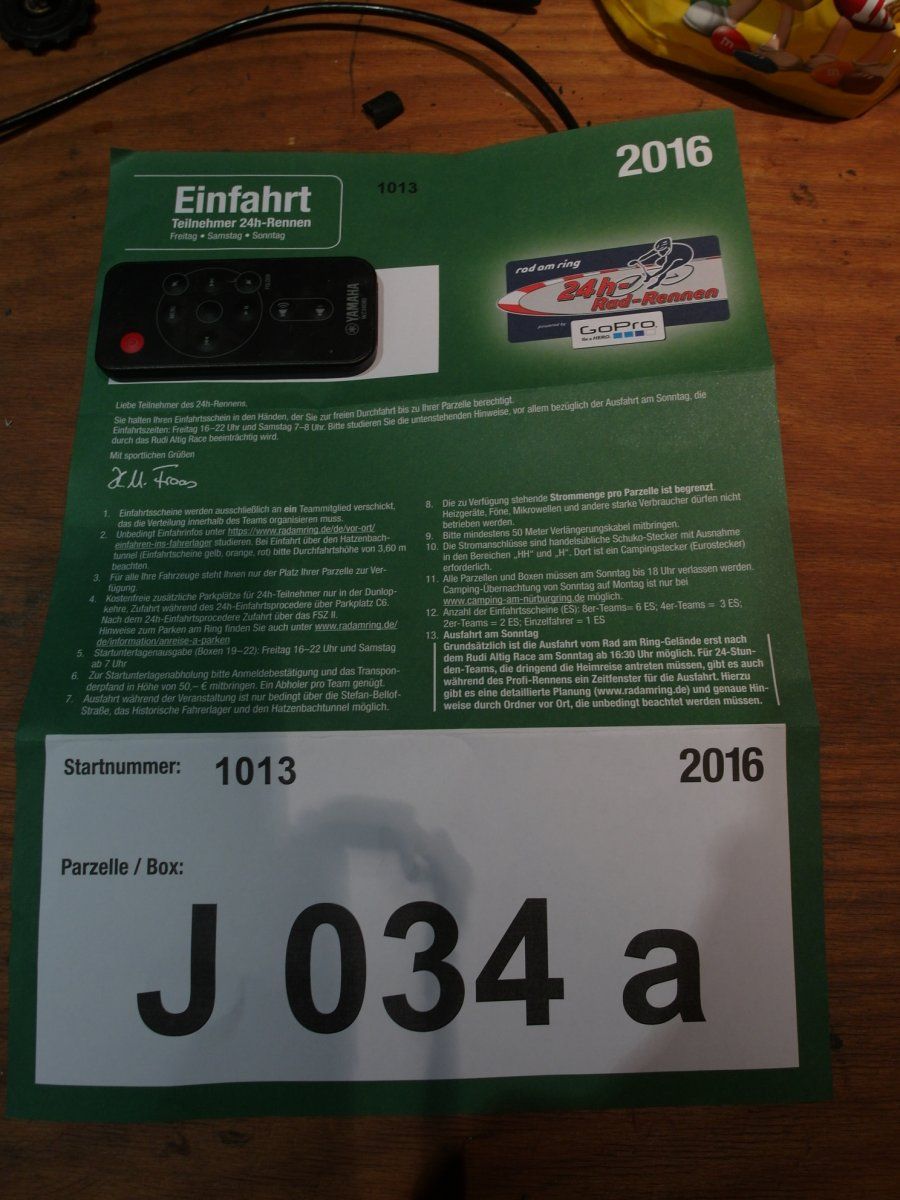 2016
Einfahrt
Teilnehmer 24h-Rennen
Freitag • Samstag • Sonntag
1013
rad am ring
24h-
Rad-Rennen
powered by
GoPro
Be a HERO.
MENU
FOLDER
YAMAHA
Liebe Teilnehmer des 24h-Rennens,
Sie halten Ihren Einfahrtsschein in den Händen, der Sie zur freien Durchfahrt bis zu Ihrer Parzelle berechtigt.
Einfahrtszeiten: Freitag 16–22 Uhr und Samstag 7–8 Uhr. Bitte studieren Sie die untenstehenden Hinweise, vor allem bezüglich der Ausfahrt am Sonntag, die
durch das Rudi Altig Race beeinträchtig wird.
Mit sportlichen Grüßen
H.M. Fraas
1. Einfahrtsscheine werden ausschließlich an ein Teammitglied verschickt,
das die Verteilung innerhalb des Teams organisieren muss.
2. Unbedingt Einfahrinfos unter https://www.radamring.de/de/vor-ort/
einfahren-ins-fahrerlager studieren. Bei Einfahrt über den Hatzenbach-
tunnel (Einfahrtscheine gelb, orange, rot) bitte Durchfahrtshöhe von 3,60 m
beachten.
3. Für alle Ihre Fahrzeuge steht Ihnen nur der Platz Ihrer Parzelle zur Ver-
fügung.
4. Kostenfreie zusätzliche Parkplätze für 24h-Teilnehmer nur in der Dunlop-
kehre, Zufahrt während des 24h-Einfahrtsprocedere über Parkplatz C6.
Nach dem 24h-Einfahrtsprocedere Zufahrt über das FSZ II.
Hinweise zum Parken am Ring finden Sie auch unter www.radamring.de/
de/information/anreise-a-parken
5. Startunterlagenausgabe (Boxen 19–22): Freitag 16–22 Uhr und Samstag
ab 7 Uhr
6. Zur Startunterlagenabholung bitte Anmeldebestätigung und das Transpon-
derpfand in Höhe von 50,– € mitbringen. Ein Abholer pro Team genügt.
7. Ausfahrt während der Veranstaltung ist nur bedingt über die Stefan-Bellof-
Straße, das Historische Fahrerlager und den Hatzenbachtunnel möglich.
8. Die zu Verfügung stehende Strommenge pro Parzelle ist begrenzt.
Heizgeräte, Föne, Mikrowellen und andere starke Verbraucher dürfen nicht
betrieben werden.
9. Bitte mindestens 50 Meter Verlängerungskabel mitbringen.
10. Die Stromanschlüsse sind handelsübliche Schuko-Stecker mit Ausnahme
in den Bereichen „HH“ und „H“. Dort ist ein Campingstecker (Eurostecker)
erforderlich.
11. Alle Parzellen und Boxen müssen am Sonntag bis 18 Uhr verlassen werden.
Camping-Übernachtung von Sonntag auf Montag ist nur bei
www.camping-am-nürburgring.de möglich.
12. Anzahl der Einfahrtsscheine (ES): 8er-Teams= 6 ES; 4er-Teams = 3 ES;
2er-Teams = 2 ES; Einzelfahrer = 1 ES
13. Ausfahrt am Sonntag
Grundsätzlich ist die Ausfahrt vom Rad am Ring-Gelände erst nach
dem Rudi Altig Race am Sonntag ab 16:30 Uhr möglich. Für 24-Stun-
den-Teams, die dringend die Heimreise antreten müssen, gibt es auch
während des Profi-Rennens ein Zeitfenster für die Ausfahrt. Hierzu
gibt es eine detaillierte Planung (www.radamring.de) und genaue Hin-
weise durch Ordner vor Ort, die unbedingt beachtet werden müssen.
Startnummer: 1013
2016
Parzelle / Box:
J 034 a